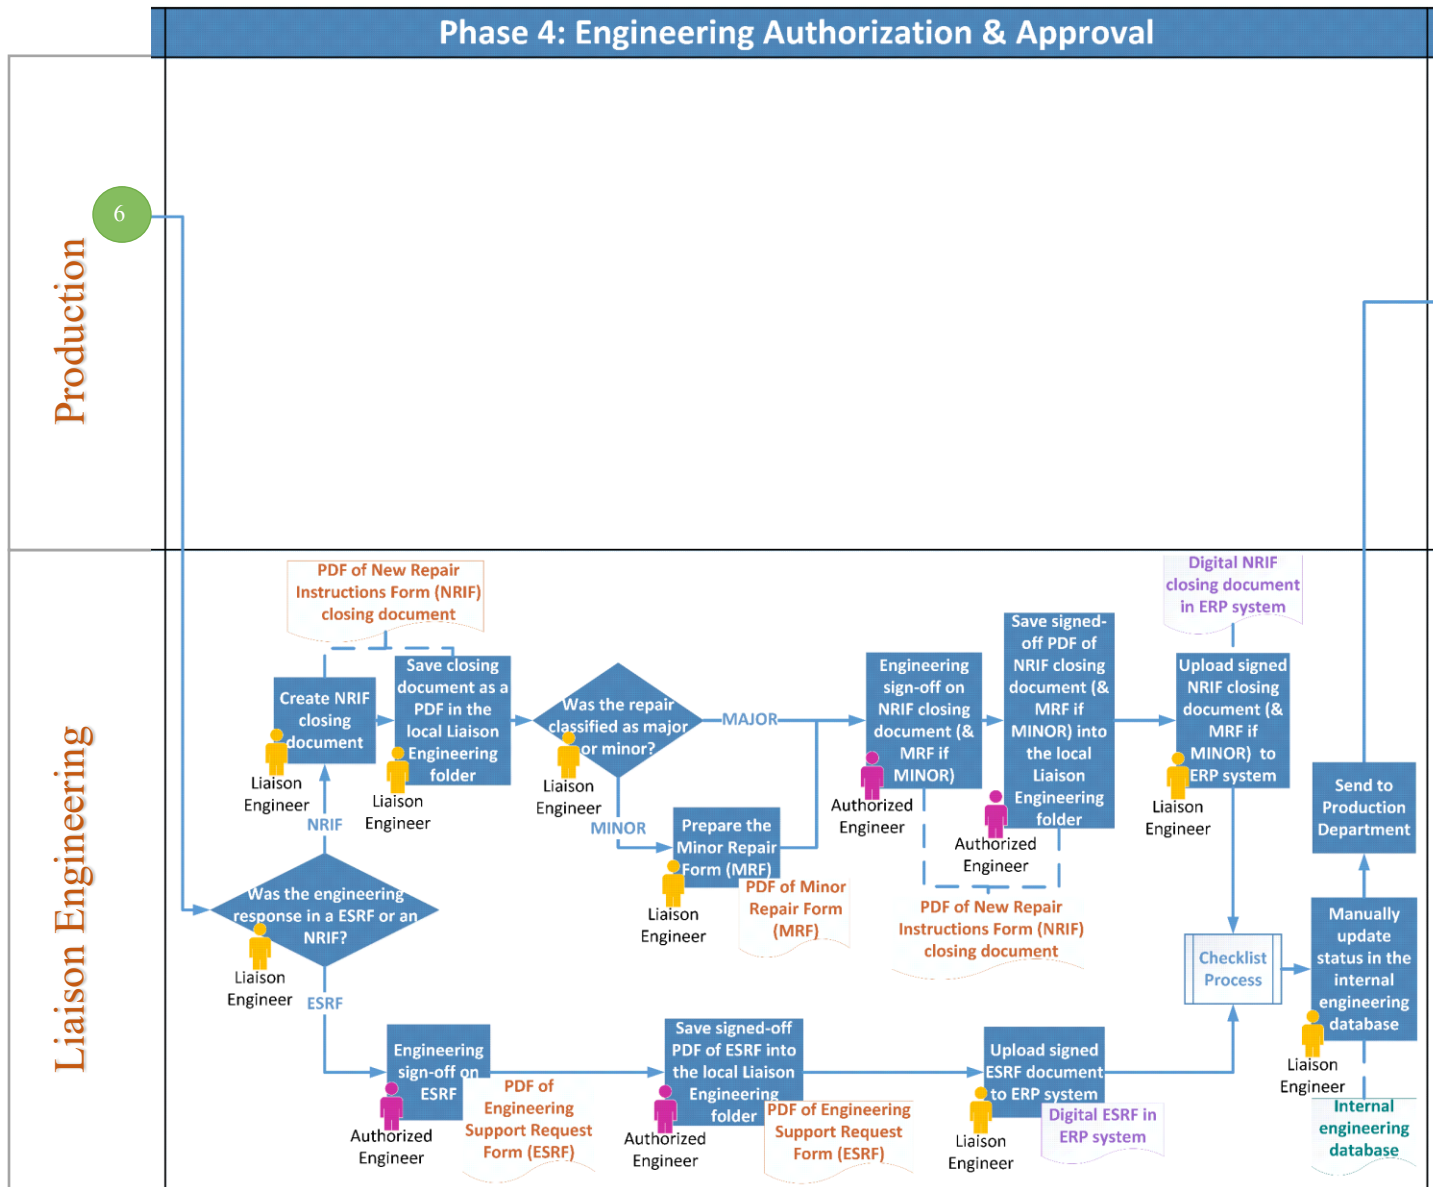 Phase 4: Engineering Authorization & Approval
6
Production
Liaison Engineering
PDF of New Repair
Instructions Form (NRIF)
closing document
Create NRIF
closing
document
Liaison
Engineer
NRIF
Save closing
document as a
PDF in the
local Liaison
Engineering
folder
Liaison
Engineer
Was the repair
classified as major
or minor?
Liaison
Engineer
MAJOR
MINOR
Prepare the
Minor Repair
Form (MRF)
Liaison
Engineer
PDF of Minor
Repair Form
(MRF)
Engineering
sign-off on
NRIF closing
document (&
MRF if
MINOR)
Authorized
Engineer
Save signed-
off PDF of
NRIF closing
document (&
MRF if
MINOR) into
the local
Liaison
Engineering
folder
Authorized
Engineer
PDF of New Repair
Instructions Form (NRIF)
closing document
Digital NRIF
closing document
in ERP system
Upload signed
NRIF closing
document (&
MRF if
MINOR) to
ERP system
Liaison
Engineer
Was the engineering
response in a ESRF or an
NRIF?
Liaison
Engineer
ESRF
Engineering
sign-off on
ESRF
Authorized
Engineer
PDF of
Engineering
Support Request
Form (ESRF)
Save signed-off
PDF of ESRF into
the local Liaison
Engineering
folder
Authorized
Engineer
PDF of Engineering
Support Request
Form (ESRF)
Upload signed
ESRF document
to ERP system
Liaison
Engineer
Digital ESRF in
ERP system
Checklist
Process
Manually
update
status in the
internal
engineering
database
Liaison
Engineer
Internal
engineering
database
Send to
Production
Department